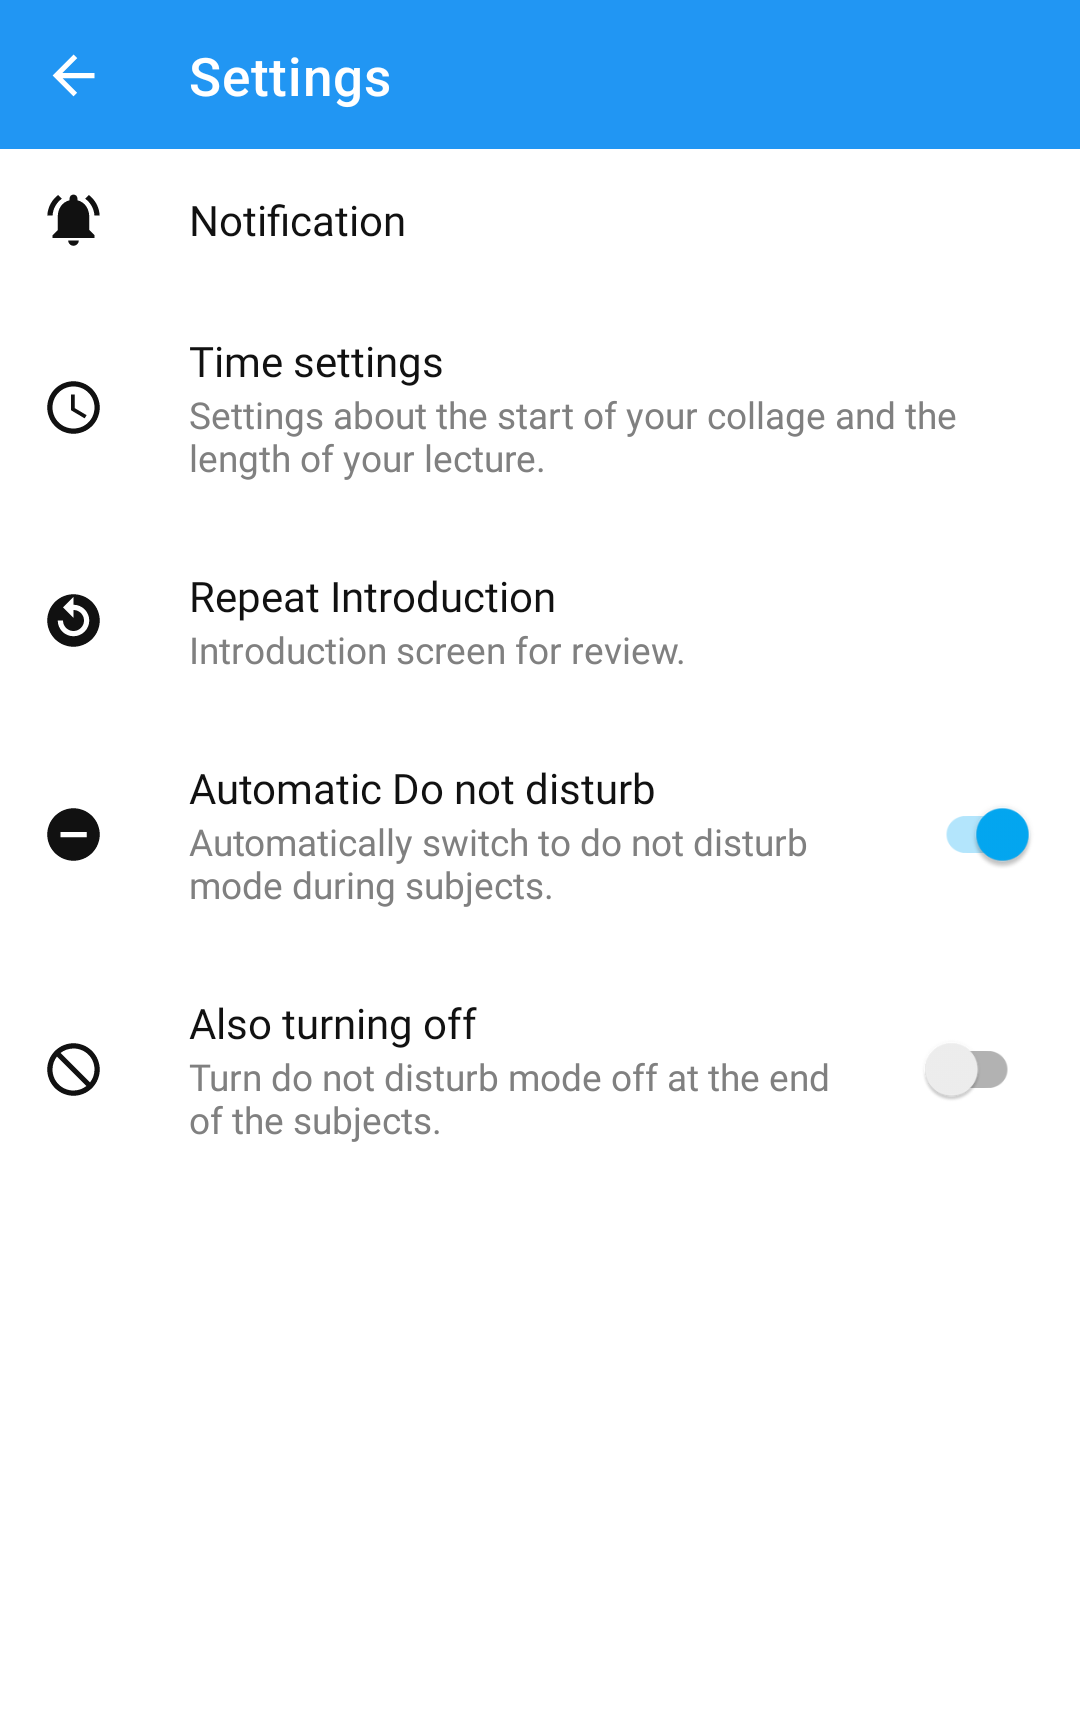 Settings
Notification
Time settings
Settings about the start of your collage and the
length of your lecture.
Repeat Introduction
Introduction screen for review.
Automatic Do not disturb
Automatically switch to do not disturb
mode during subjects.
Also turning off
Turn do not disturb mode off at the end
of the subjects.